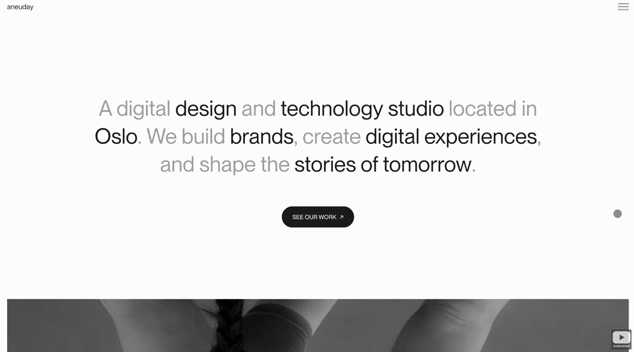 aneuday
A digital design and technology studio located in
Oslo. We build brands, create digital experiences,
and shape the stories of tomorrow.
SEE OUR WORK ↗